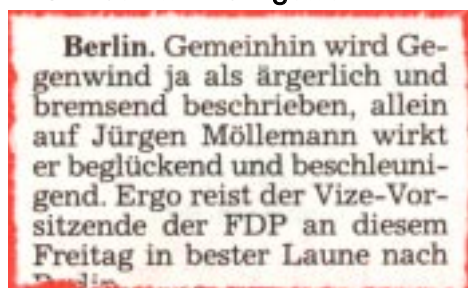 Berlin. Gemeinhin wird Ge-
genwind ja als ärgerlich und
bremsend beschrieben, allein
auf Jürgen Möllemann wirkt
er beglückend und beschleuni-
gend. Ergo reist der Vize-Vor-
sitzende der FDP an diesem
Freitag in bester Laune nach